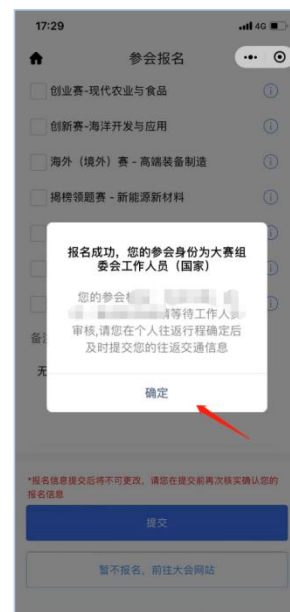 17:29
4G
参会报名
创业赛-现代农业与食品
创新赛-海洋开发与应用
海外（境外）赛 - 高端装备制造
揭榜领题赛 - 新能源新材料
报名成功，您的参会身份为大赛组
委会工作人员（国家）
您的参会
请等待工作人员
审核,请您在个人往返行程确定后
及时提交您的往返交通信息
备
无
确定
*报名信息提交后将不可更改，请您在提交前再次核实确认您的
报名信息
提交
暂不报名，前往大会网站